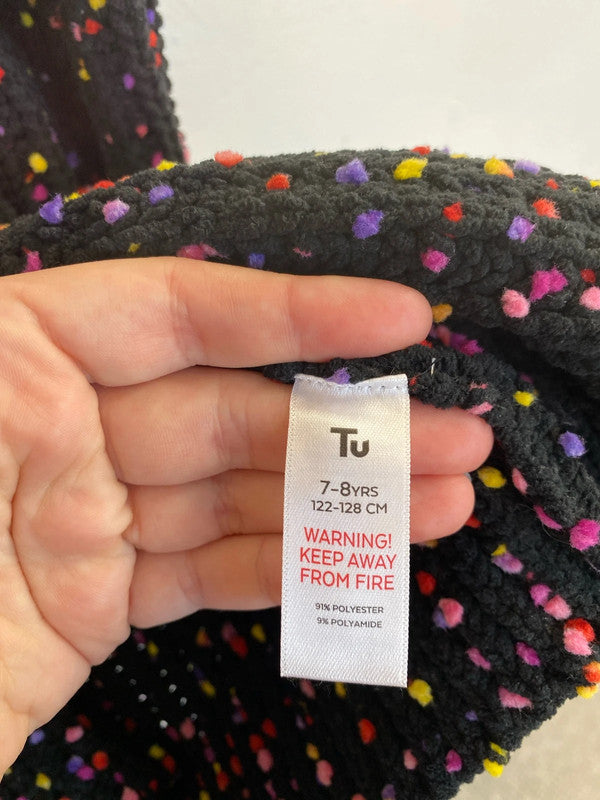 Tu
7-8YRS
122-128 CM
WARNING!
KEEP AWAY
FROM FIRE
91% POLYESTER
9% POLYAMIDE